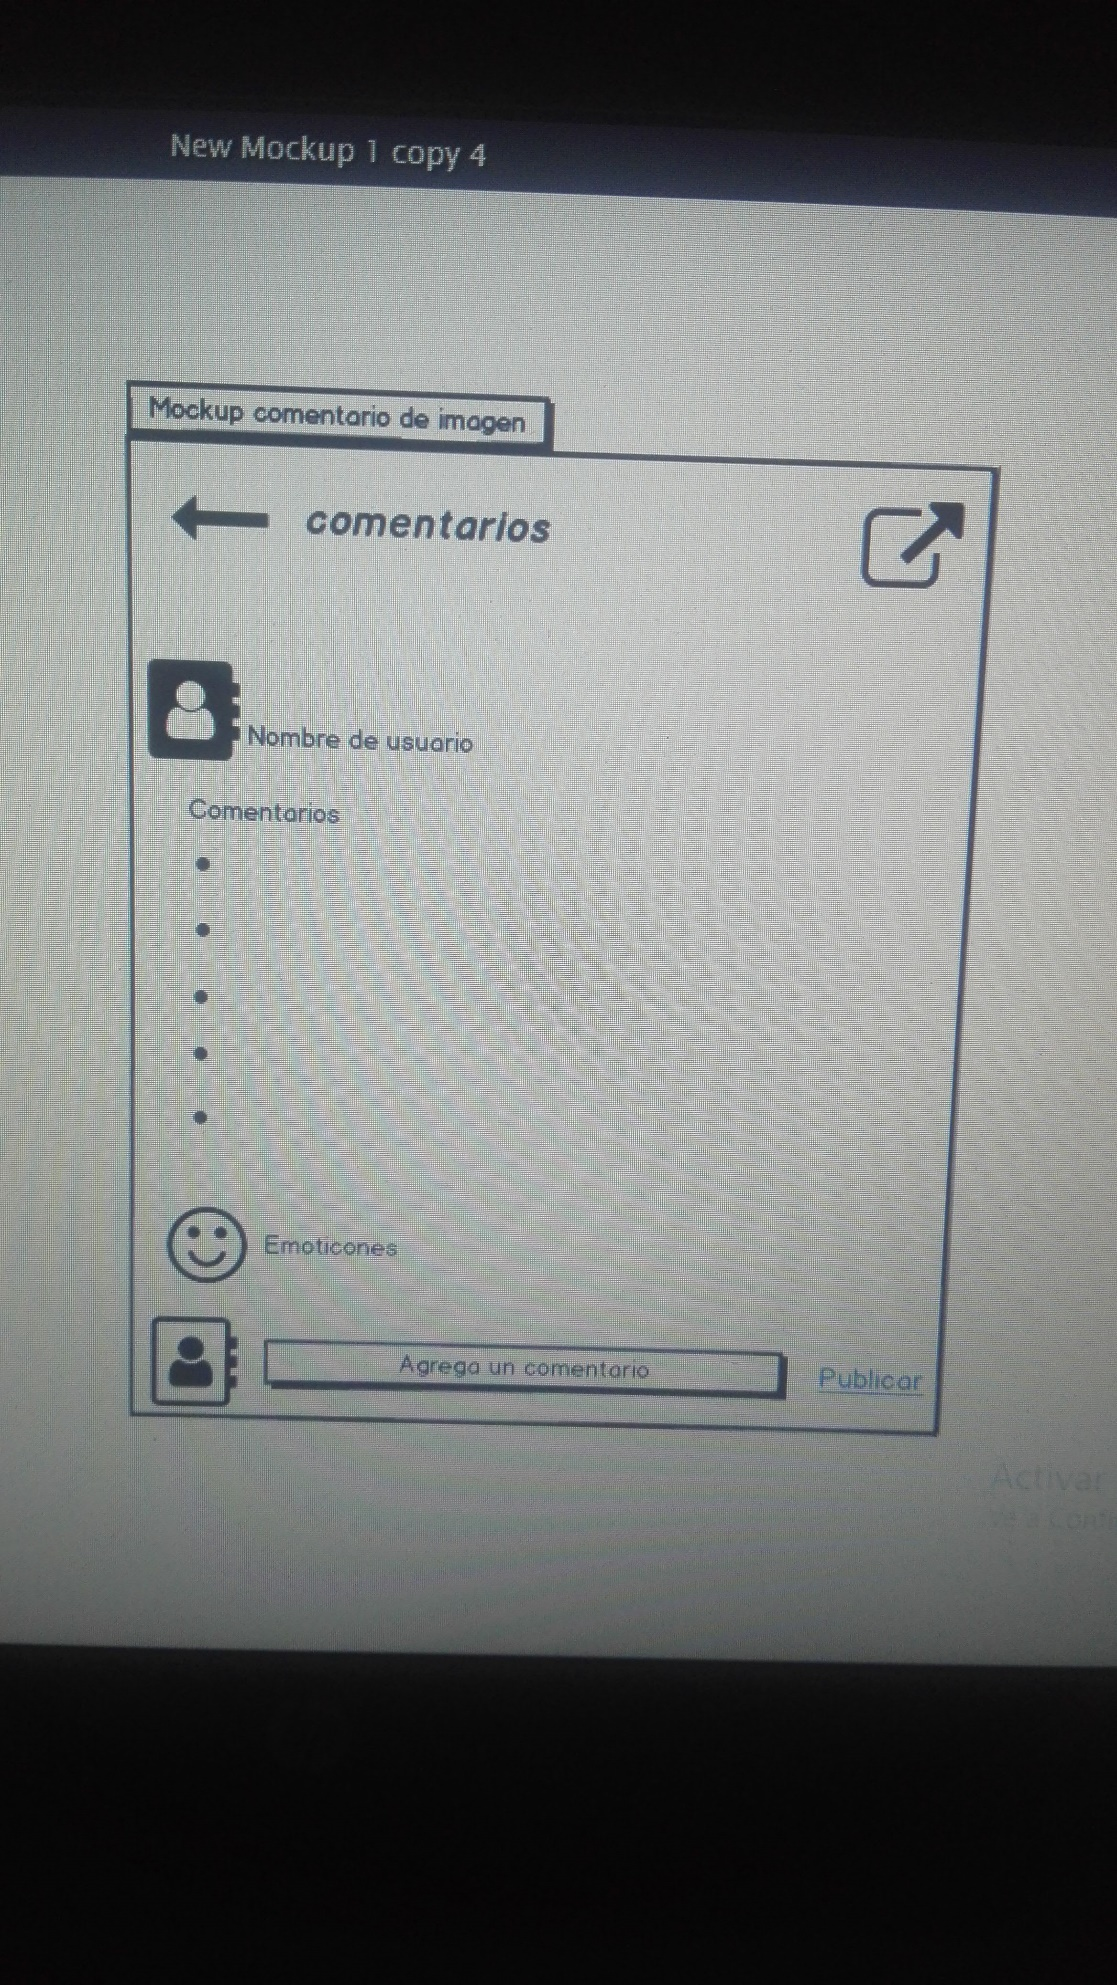 New Mockup 1 copy 4
Mockup comentario de imagen
comentarios
Nombre de usuario
Comentarios
Emoticones
Agrega un comentario
Publicar
Activar